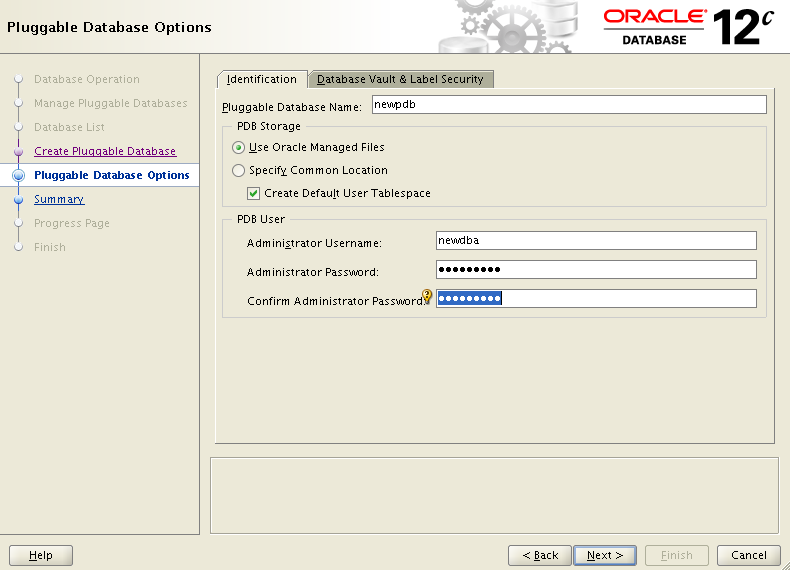 Pluggable Database Options
ORACLE®
DATABASE
12c
Database Operation
Manage Pluggable Databases
Database List
Create Pluggable Database
Pluggable Database Options
Summary
Progress Page
Finish
Identification
Database Vault & Label Security
Pluggable Database Name: newpdb
PDB Storage
Use Oracle Managed Files
Specify Common Location
Create Default User Tablespace
PDB User
Administrator Username: newdba
Administrator Password: •••••••••
Confirm Administrator Password: •••••••••
Help
< Back
Next >
Finish
Cancel